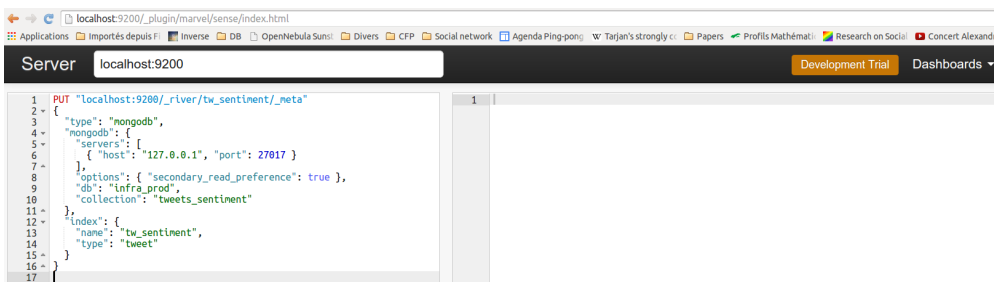 localhost:9200/_plugin/marvel/sense/index.html
Applications Importés depuis Fi Inverse DB OpenNebula Sunst Divers CFP Social network Agenda Ping-pong W Tarjan's strongly cc Papers Profils Mathémati Research on Social Concert Alexandr
Server localhost:9200 Development Trial Dashboards
1 PUT "localhost:9200/_river/tw_sentiment/_meta"
2 {
3 "type": "mongodb",
4 "mongodb": {
5 "servers": [
6 { "host": "127.0.0.1", "port": 27017 }
7 ],
8 "options": { "secondary_read_preference": true },
9 "db": "infra_prod",
10 "collection": "tweets_sentiment"
11 },
12 "index": {
13 "name": "tw_sentiment",
14 "type": "tweet"
15 }
16 }
17
1